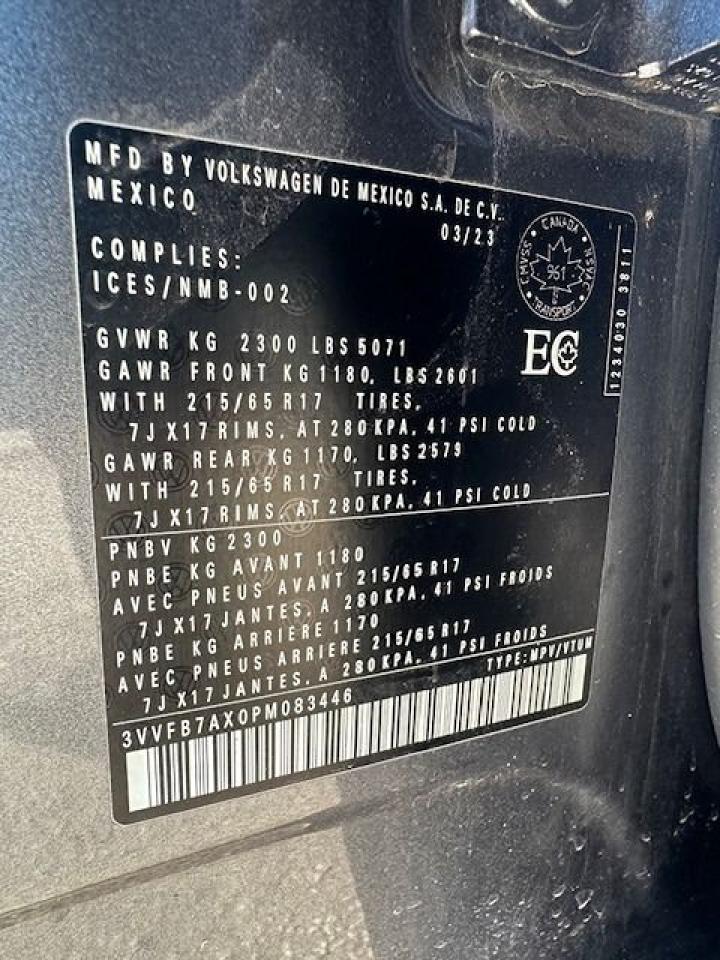 MFD BY VOLKSWAGEN DE MEXICO S.A. DE C.V.,
MEXICO
03/23
COMPLIES:
ICES/NMB-002
CANADA
CMVSS
NSVAC
961
TRANSPORT
EC
1234030 3811
GVWR KG 2300 LBS 5071
GAWR FRONT KG 1180, LBS 2601
WITH 215/65 R17 TIRES,
7J X17 RIMS, AT 280 KPA, 41 PSI COLD
GAWR REAR KG 1170, LBS 2579
WITH 215/65 R17 TIRES,
7J X17 RIMS, AT 280 KPA, 41 PSI COLD
PNBV KG 2300
PNBE KG AVANT 1180
AVEC PNEUS AVANT 215/65 R17
7J X17 JANTES, A 280 KPA, 41 PSI FROIDS
PNBE KG ARRIÈRE 1170
AVEC PNEUS ARRIÈRE 215/65 R17
7J X17 JANTES, A 280 KPA, 41 PSI FROIDS
3VVFB7AX0PM083446 TYPE: MPV/VTUM